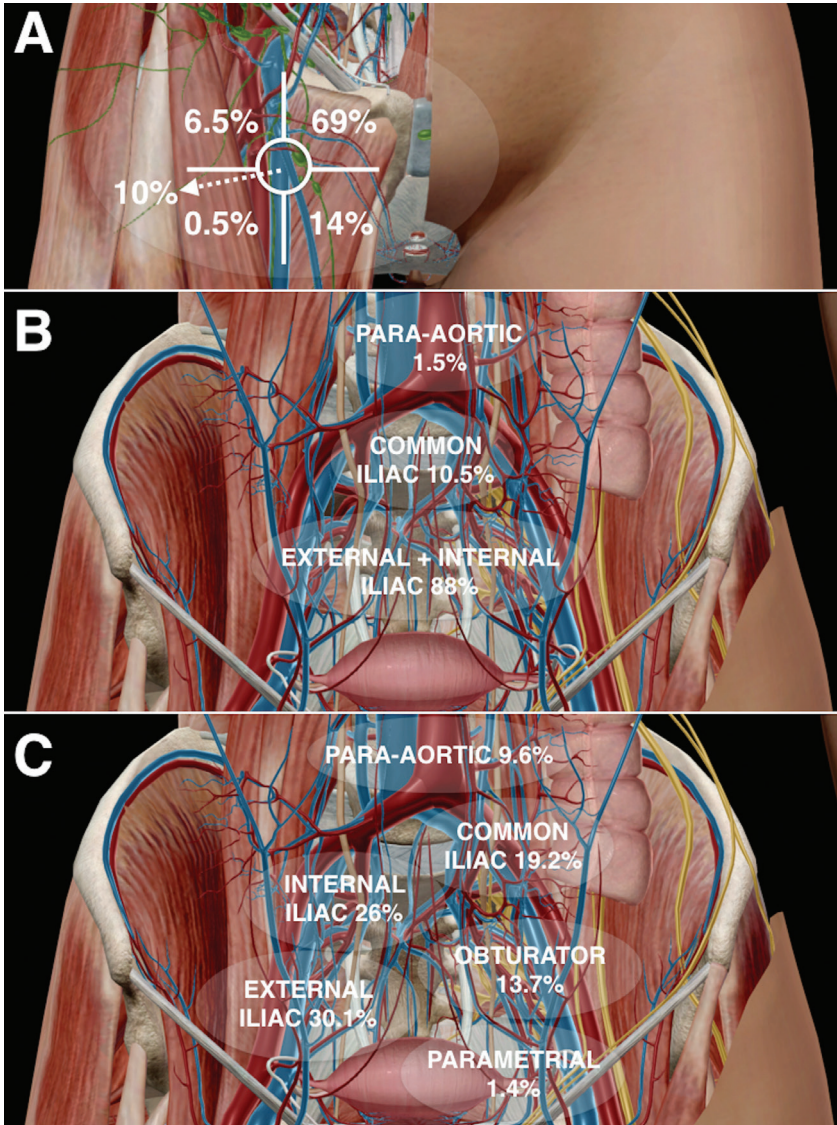 A
6.5% 69%
10%
0.5% 14%
B
PARA-AORTIC
1.5%
COMMON
ILIAC 10.5%
EXTERNAL + INTERNAL
ILIAC 88%
C
PARA-AORTIC 9.6%
COMMON
ILIAC 19.2%
INTERNAL
ILIAC 26%
OBTURATOR
13.7%
EXTERNAL
ILIAC 30.1%
PARAMETRIAL
1.4%